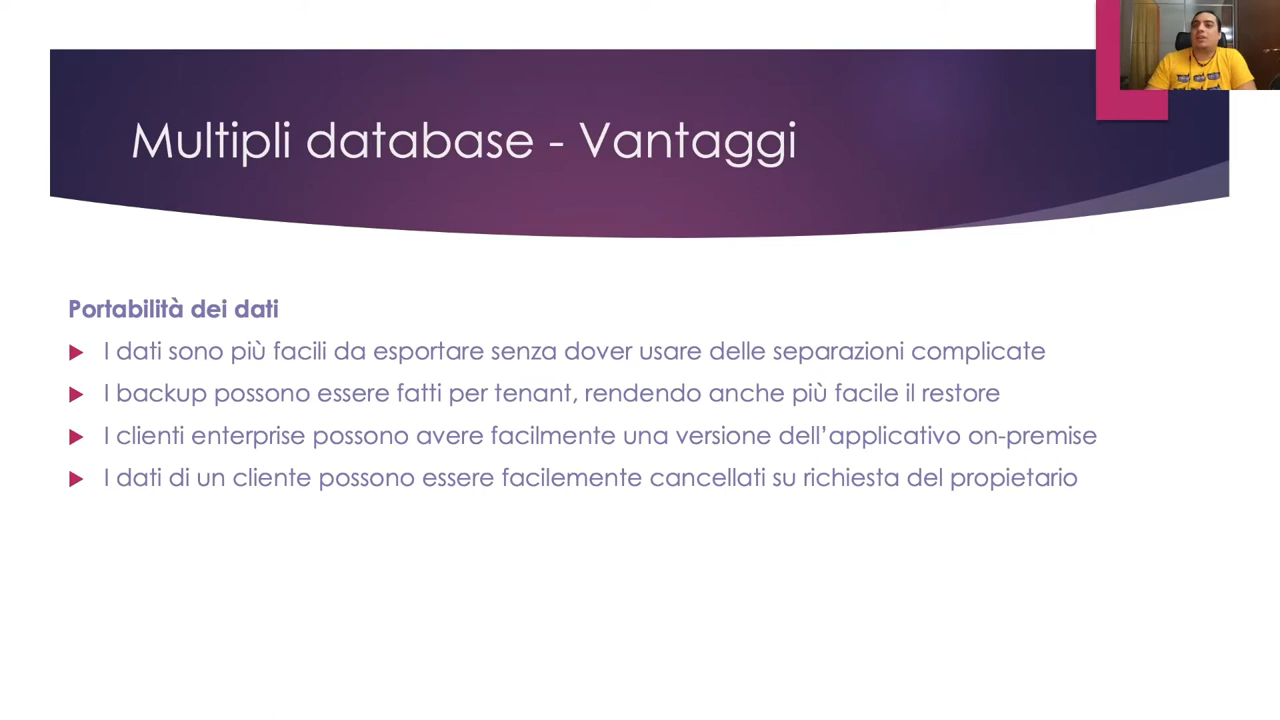 Multipli database - Vantaggi
Portabilità dei dati
I dati sono più facili da esportare senza dover usare delle separazioni complicate
I backup possono essere fatti per tenant, rendendo anche più facile il restore
I clienti enterprise possono avere facilmente una versione dell’applicativo on-premise
I dati di un cliente possono essere facilemente cancellati su richiesta del propietario